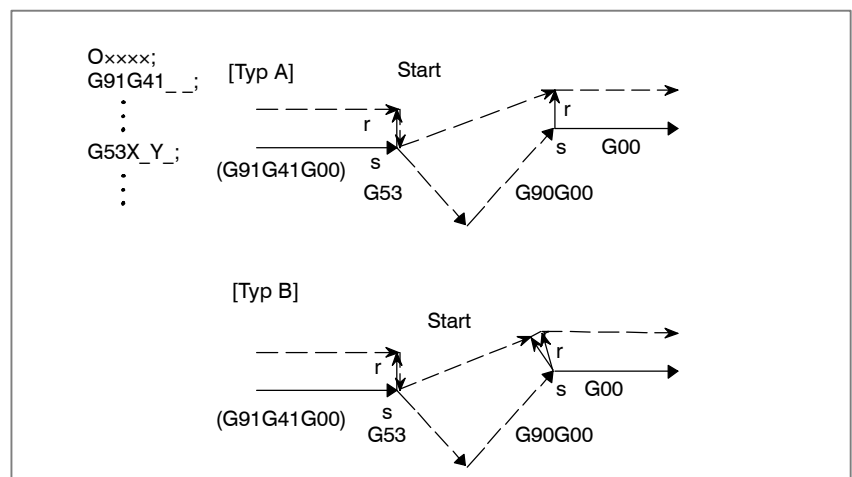 O××××;
G91G41_ _;
G53X_Y_;
[Typ A]
Start
r
r
s
s
G00
(G91G41G00)
G53
G90G00
[Typ B]
Start
r
r
s
s
G00
(G91G41G00)
G53
G90G00